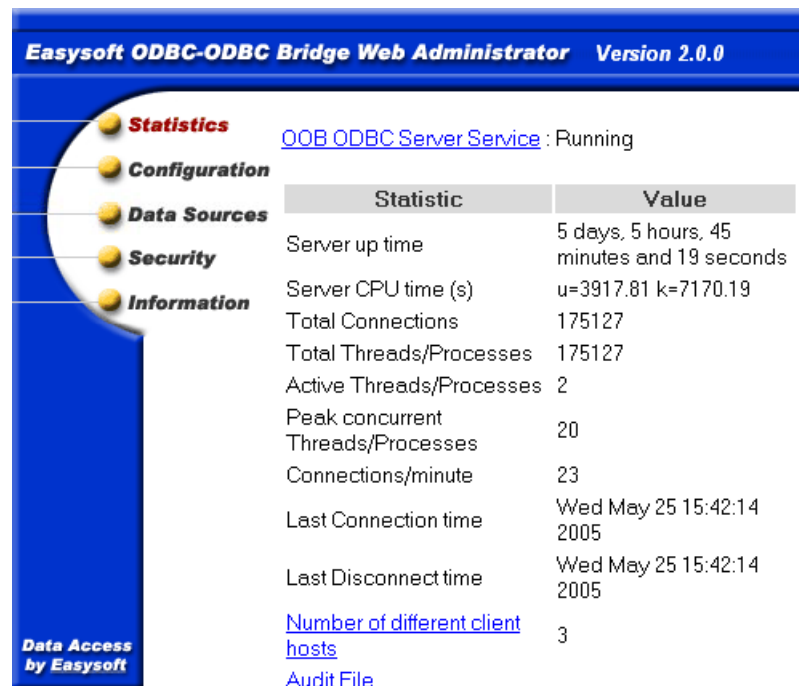 Easysoft ODBC-ODBC Bridge Web Administrator Version 2.0.0
Statistics
Configuration
Data Sources
Security
Information
OOB ODBC Server Service : Running
Statistic Value
Server up time 5 days, 5 hours, 45
minutes and 19 seconds
Server CPU time (s) u=3917.81 k=7170.19
Total Connections 175127
Total Threads/Processes 175127
Active Threads/Processes 2
Peak concurrent
Threads/Processes 20
Connections/minute 23
Last Connection time Wed May 25 15:42:14
2005
Last Disconnect time Wed May 25 15:42:14
2005
Number of different client
hosts 3
Audit File
Data Access
by Easysoft